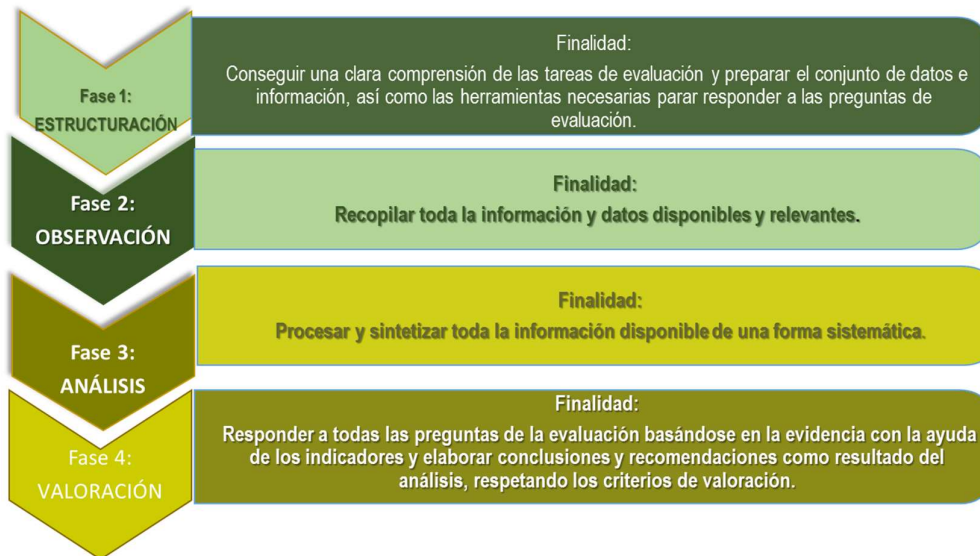 Fase 1:
ESTRUCTURACIÓN
Finalidad:
Conseguir una clara comprensión de las tareas de evaluación y preparar el conjunto de datos e
información, así como las herramientas necesarias parar responder a las preguntas de
evaluación.
Fase 2:
OBSERVACIÓN
Finalidad:
Recopilar toda la información y datos disponibles y relevantes.
Fase 3:
ANÁLISIS
Finalidad:
Procesar y sintetizar toda la información disponible de una forma sistemática.
Fase 4:
VALORACIÓN
Finalidad:
Responder a todas las preguntas de la evaluación basándose en la evidencia con la ayuda
de los indicadores y elaborar conclusiones y recomendaciones como resultado del
análisis, respetando los criterios de valoración.